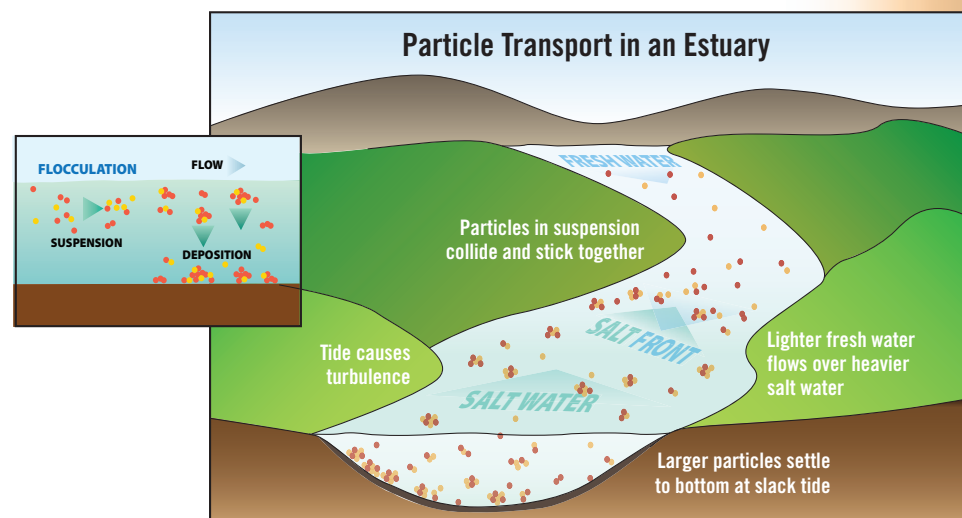 Particle Transport in an Estuary
FLOCCULATION
FLOW
SUSPENSION
DEPOSITION
FRESH WATER
Particles in suspension
collide and stick together
SALT FRONT
Tide causes
turbulence
Lighter fresh water
flows over heavier
salt water
SALT WATER
Larger particles settle
to bottom at slack tide